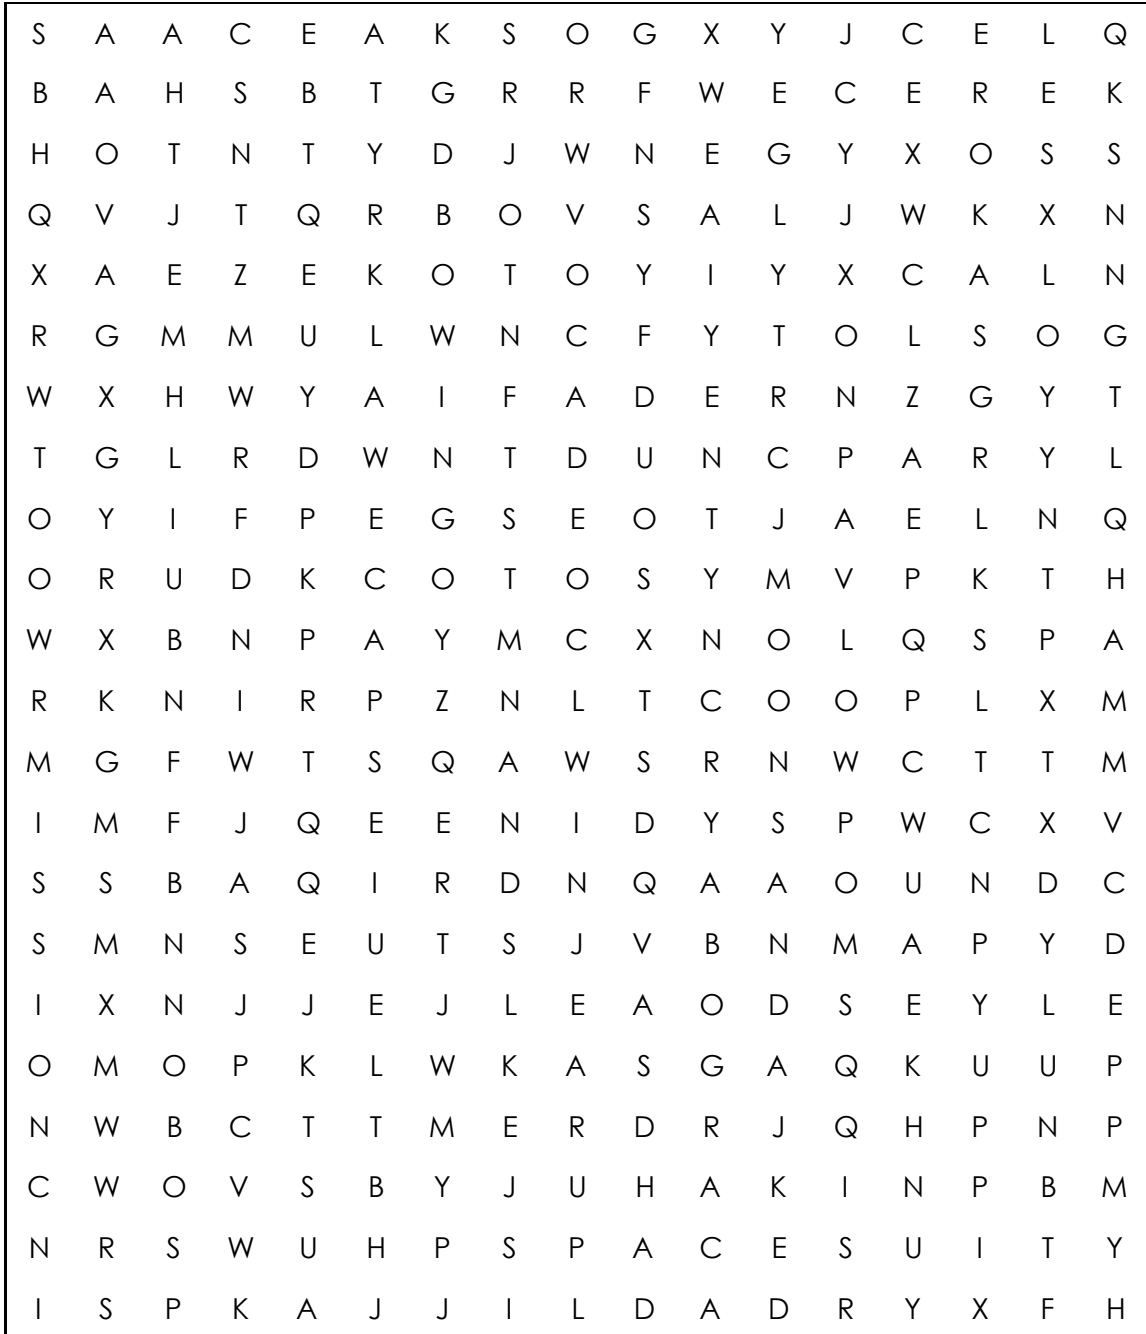 S A A C E A K S O G X Y J C E L Q
B A H S B T G R R F W E C E R E K
H O T N T Y D J W N E G Y X O S S
Q V J T Q R B O V S A L J W K X N
X A E Z E K O T O Y I Y X C A L N
R G M M U L W N C F Y T O L S O G
W X H W Y A I F A D E R N Z G Y T
T G L R D W N T D U N C P A R Y L
O Y I F P E G S E O T J A E L N Q
O R U D K C O T O S Y M V P K T H
W X B N P A Y M C X N O L Q S P A
R K N I R P Z N L T C O O P L X M
M G F W T S Q A W S R N W C T T M
I M F J Q E E N I D Y S P W C X V
S S B A Q I R D N Q A A O U N D C
S M N S E U T S J V B N M A P Y D
I X N J J E J L E A O D S E Y L E
O M O P K L W K A S G A Q K U U P
N W B C T T M E R D R J Q H P N P
C W O V S B Y J U H A K I N P B M
N R S W U H P S P A C E S U I T Y
I S P K A J J I L D A D R Y X F H